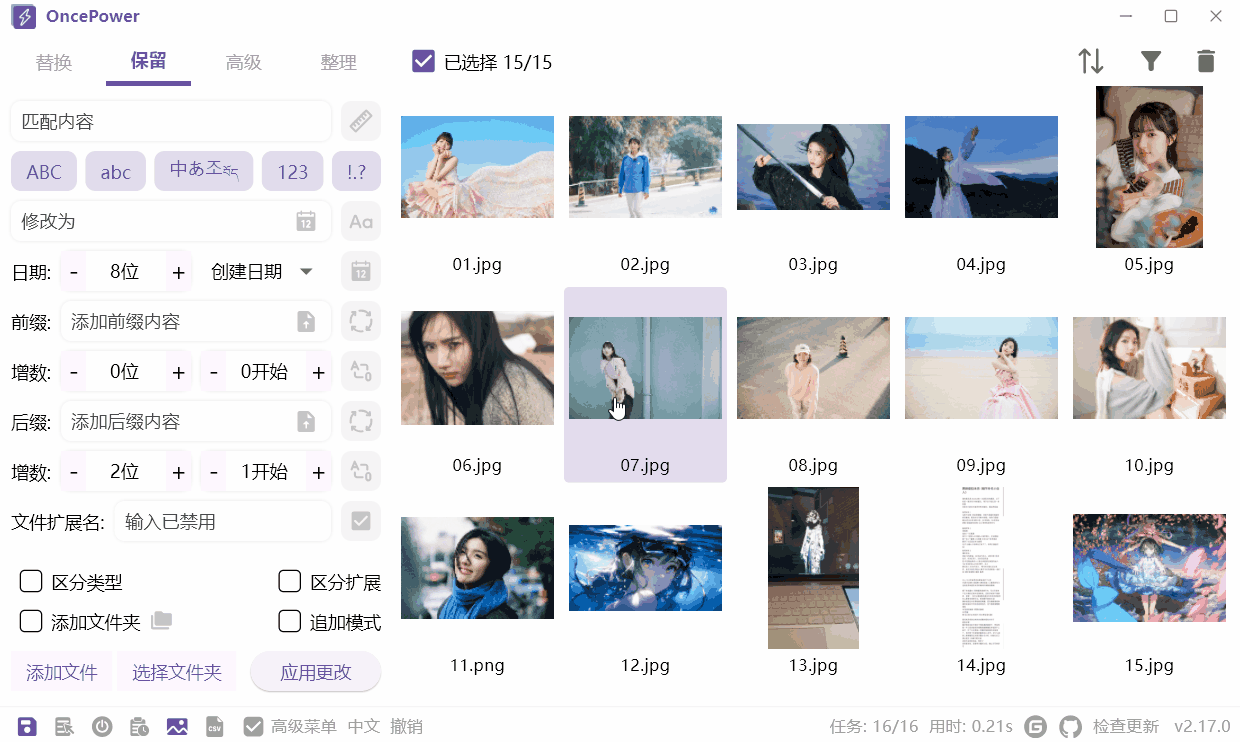 OncePower
替换 保留 高级 整理 已选择 15/15
匹配内容
ABC abc 中あ조 123 !.?
修改为 12 Aa
日期: - 8位 + 创建日期 12
前缀: 添加前缀内容
增数: - 0位 + - 0开始 +
后缀: 添加后缀内容
增数: - 2位 + - 1开始 +
文件扩展名: 输入已禁用
区分类型 区分扩展
添加文件夹 追加模式
添加文件 选择文件夹 应用更改
01.jpg 02.jpg 03.jpg 04.jpg 05.jpg
06.jpg 07.jpg 08.jpg 09.jpg 10.jpg
11.png 12.jpg 13.jpg 14.jpg 15.jpg
CSV 高级菜单 中文 撤销 任务: 16/16 用时: 0.21s 检查更新 v2.17.0